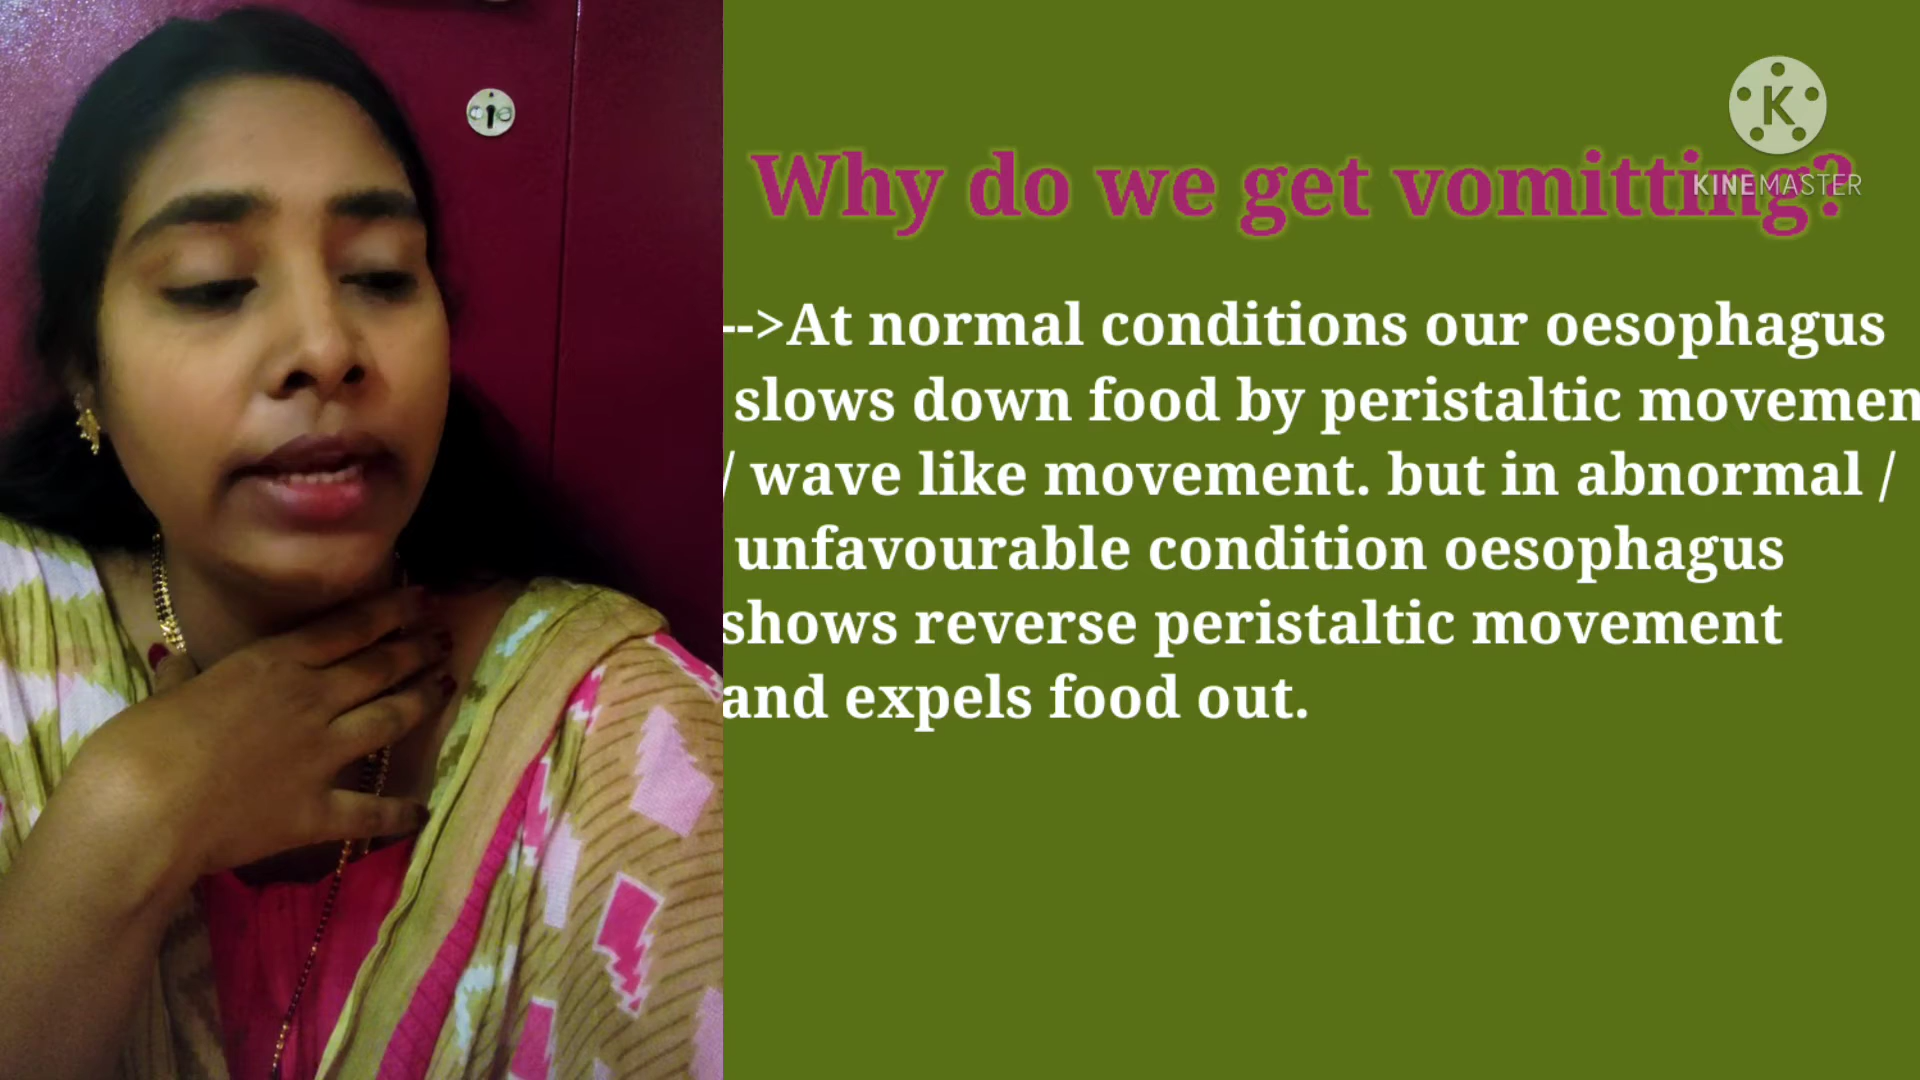 K
KINEMASTER
Why do we get vomitting?
-->At normal conditions our oesophagus
slows down food by peristaltic movemen
/ wave like movement. but in abnormal /
unfavourable condition oesophagus
shows reverse peristaltic movement
and expels food out.